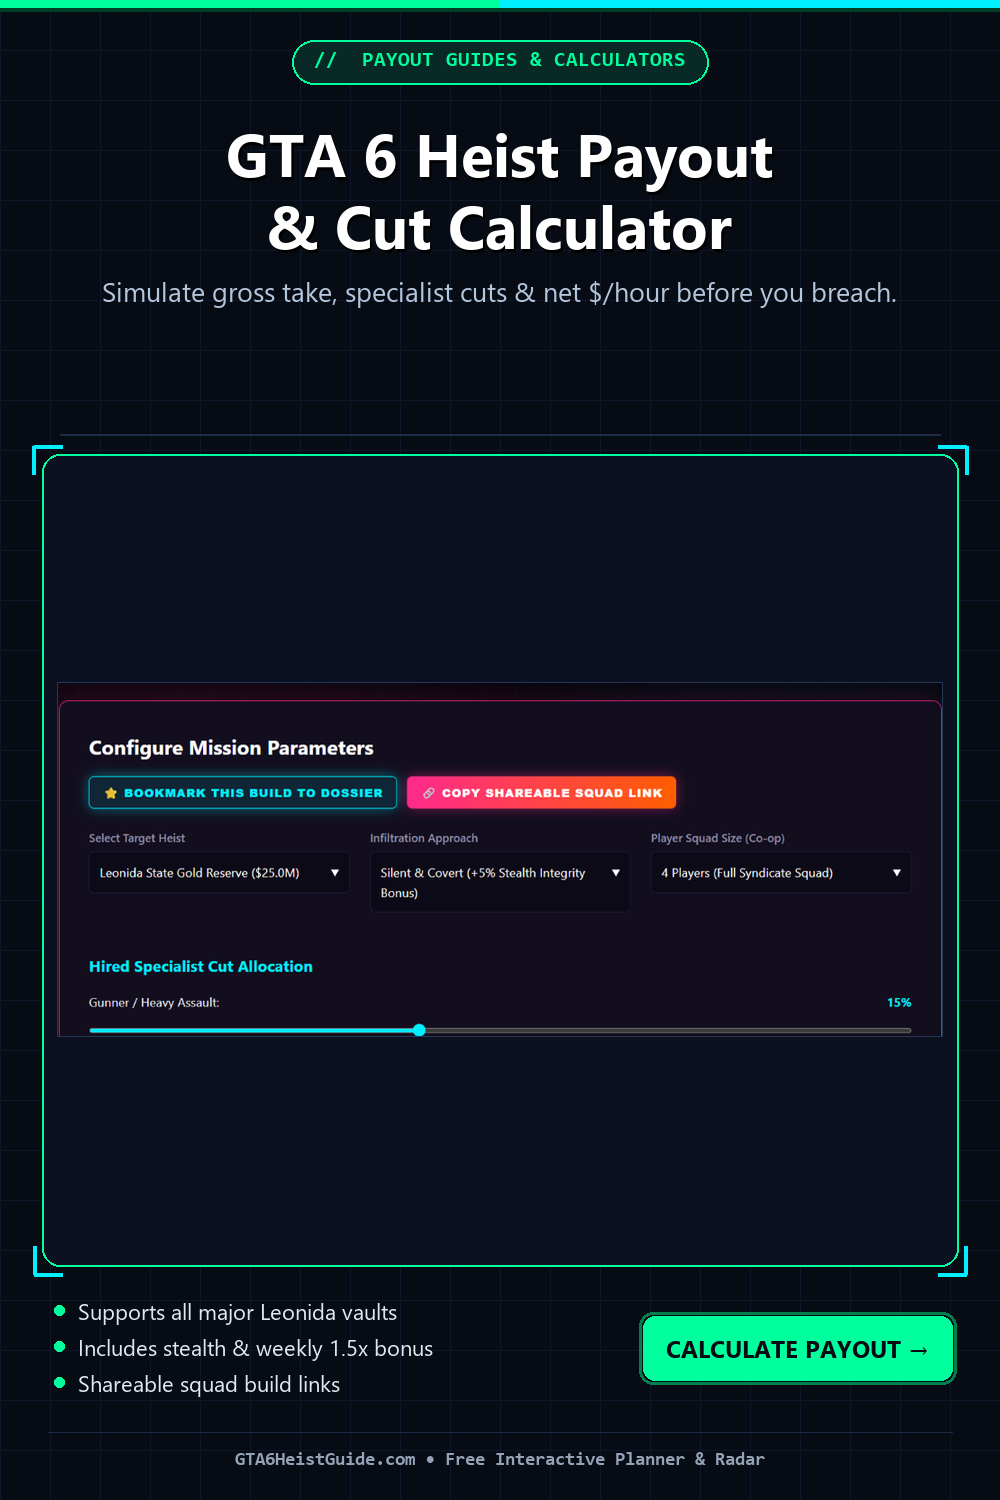 // PAYOUT GUIDES & CALCULATORS
GTA 6 Heist Payout
& Cut Calculator
Simulate gross take, specialist cuts & net $/hour before you breach.
Configure Mission Parameters
⭐ BOOKMARK THIS BUILD TO DOSSIER
🔗 COPY SHAREABLE SQUAD LINK
Select Target Heist
Infiltration Approach
Player Squad Size (Co-op)
Leonida State Gold Reserve ($25.0M) ▼
Silent & Covert (+5% Stealth Integrity ▼
Bonus)
4 Players (Full Syndicate Squad) ▼
Hired Specialist Cut Allocation
Gunner / Heavy Assault: 15%
• Supports all major Leonida vaults
• Includes stealth & weekly 1.5x bonus
• Shareable squad build links
CALCULATE PAYOUT →
GTA6HeistGuide.com • Free Interactive Planner & Radar